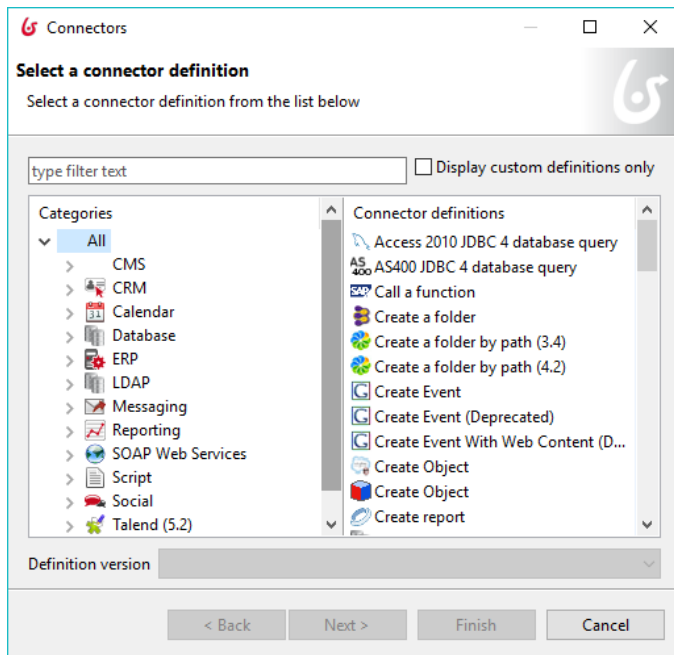 Connectors
Select a connector definition
Select a connector definition from the list below
type filter text
Display custom definitions only
Categories
All
CMS
CRM
31
Calendar
Database
ERP
LDAP
Messaging
Reporting
SOAP Web Services
Script
Social
Talend (5.2)
Connector definitions
Access 2010 JDBC 4 database query
AS
400
AS400 JDBC 4 database query
SAP
Call a function
Create a folder
Create a folder by path (3.4)
Create a folder by path (4.2)
G
Create Event
G
Create Event (Deprecated)
G
Create Event With Web Content (D...
Create Object
Create Object
Create report
Definition version
< Back
Next >
Finish
Cancel